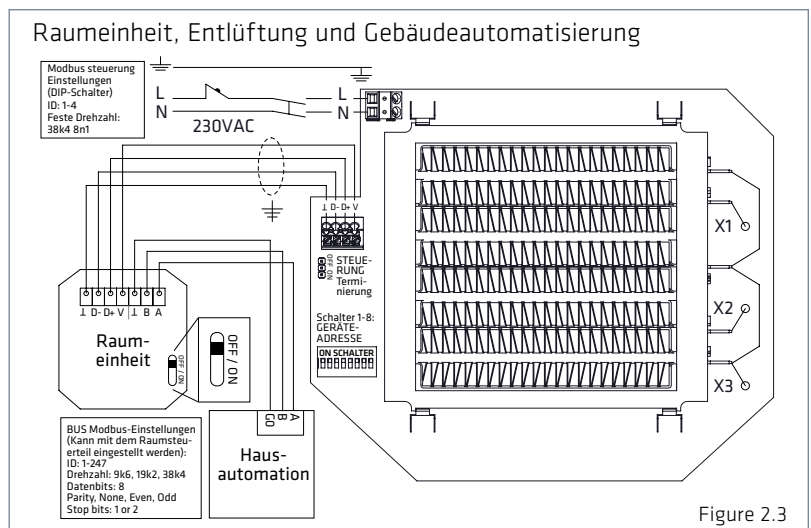 Raumeinheit, Entlüftung und Gebäudeautomatisierung
Modbus steuerung
Einstellungen
(DIP-Schalter)
ID: 1-4
Feste Drehzahl:
38k4 8n1
L
N
230VAC
L
N
⊥ D- D+ V
OFF ON
STEUE-
RUNG
Termi-
nierung
Schalter 1-8:
GERÄTE-
ADRESSE
ON SCHALTER
X1
X2
X3
⊥ D- D+ V ⊥ B A
Raum-
einheit
OFF / ON
OFF / ON
BUS Modbus-Einstellungen
(Kann mit dem Raumsteu-
erteil eingestellt werden):
ID: 1-247
Drehzahl: 9k6, 19k2, 38k4
Datenbits: 8
Parity, None, Even, Odd
Stop bits: 1 or 2
G0 B A
Haus-
automation
Figure 2.3